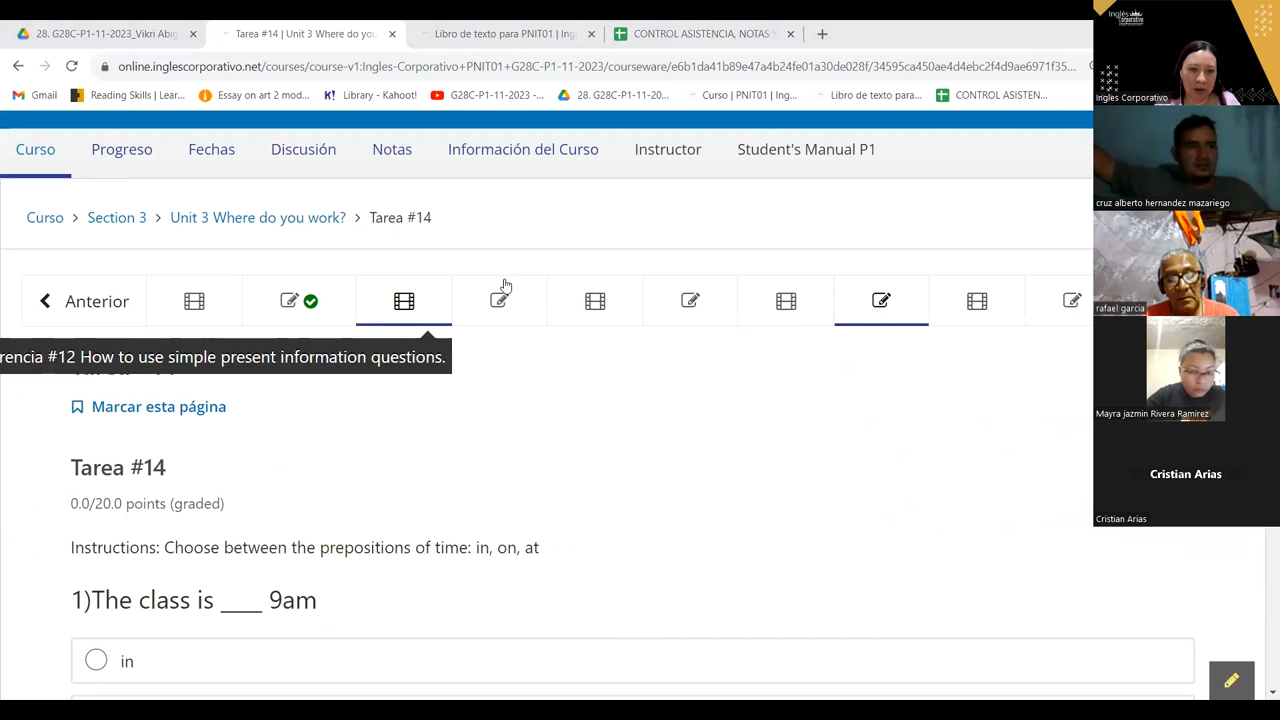 28. G28C-P1-11-2023_Vikri Abig
Tarea #14 | Unit 3 Where do you
Libro de texto para PNIT01 | Ing
CONTROL ASISTENCIA, NOTAS
online.inglescorporativo.net/courses/course-v1:Ingles-Corporativo+PNIT01+G28C-P1-11-2023/courseware/e6b1da41b89e47a4b24fe01a30de028f/34595ca450ae4d4ebc2f4d9ae6971f35...
Gmail
Reading Skills | Lear...
Essay on art 2 mod...
Library - Kahoo...
G28C-P1-11-2023 -...
28. G28C-P1-11-20...
Curso | PNIT01 | Ing...
Libro de texto para...
CONTROL ASISTEN...
Curso
Progreso
Fechas
Discusión
Notas
Información del Curso
Instructor
Student's Manual P1
Curso > Section 3 > Unit 3 Where do you work? > Tarea #14
Anterior
rencia #12 How to use simple present information questions.
Marcar esta página
Tarea #14
0.0/20.0 points (graded)
Instructions: Choose between the prepositions of time: in, on, at
1)The class is ____ 9am
in
Inglés
Corporativo
Ingles Corporativo
cruz alberto hernandez mazariego
rafael garcia
Mayra jazmin Rivera Ramirez
Cristian Arias
Cristian Arias